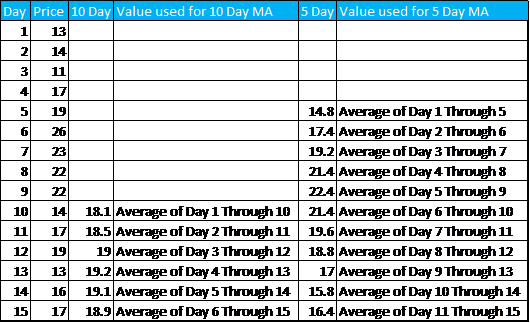 Day Price 10 Day Value used for 10 Day MA 5 Day Value used for 5 Day MA
1 13
2 14
3 11
4 17
5 19 14.8 Average of Day 1 Through 5
6 26 17.4 Average of Day 2 Through 6
7 23 19.2 Average of Day 3 Through 7
8 22 21.4 Average of Day 4 Through 8
9 22 22.4 Average of Day 5 Through 9
10 14 18.1 Average of Day 1 Through 10 21.4 Average of Day 6 Through 10
11 17 18.5 Average of Day 2 Through 11 19.6 Average of Day 7 Through 11
12 19 19 Average of Day 3 Through 12 18.8 Average of Day 8 Through 12
13 13 19.2 Average of Day 4 Through 13 17 Average of Day 9 Through 13
14 16 19.1 Average of Day 5 Through 14 15.8 Average of Day 10 Through 14
15 17 18.9 Average of Day 6 Through 15 16.4 Average of Day 11 Through 15